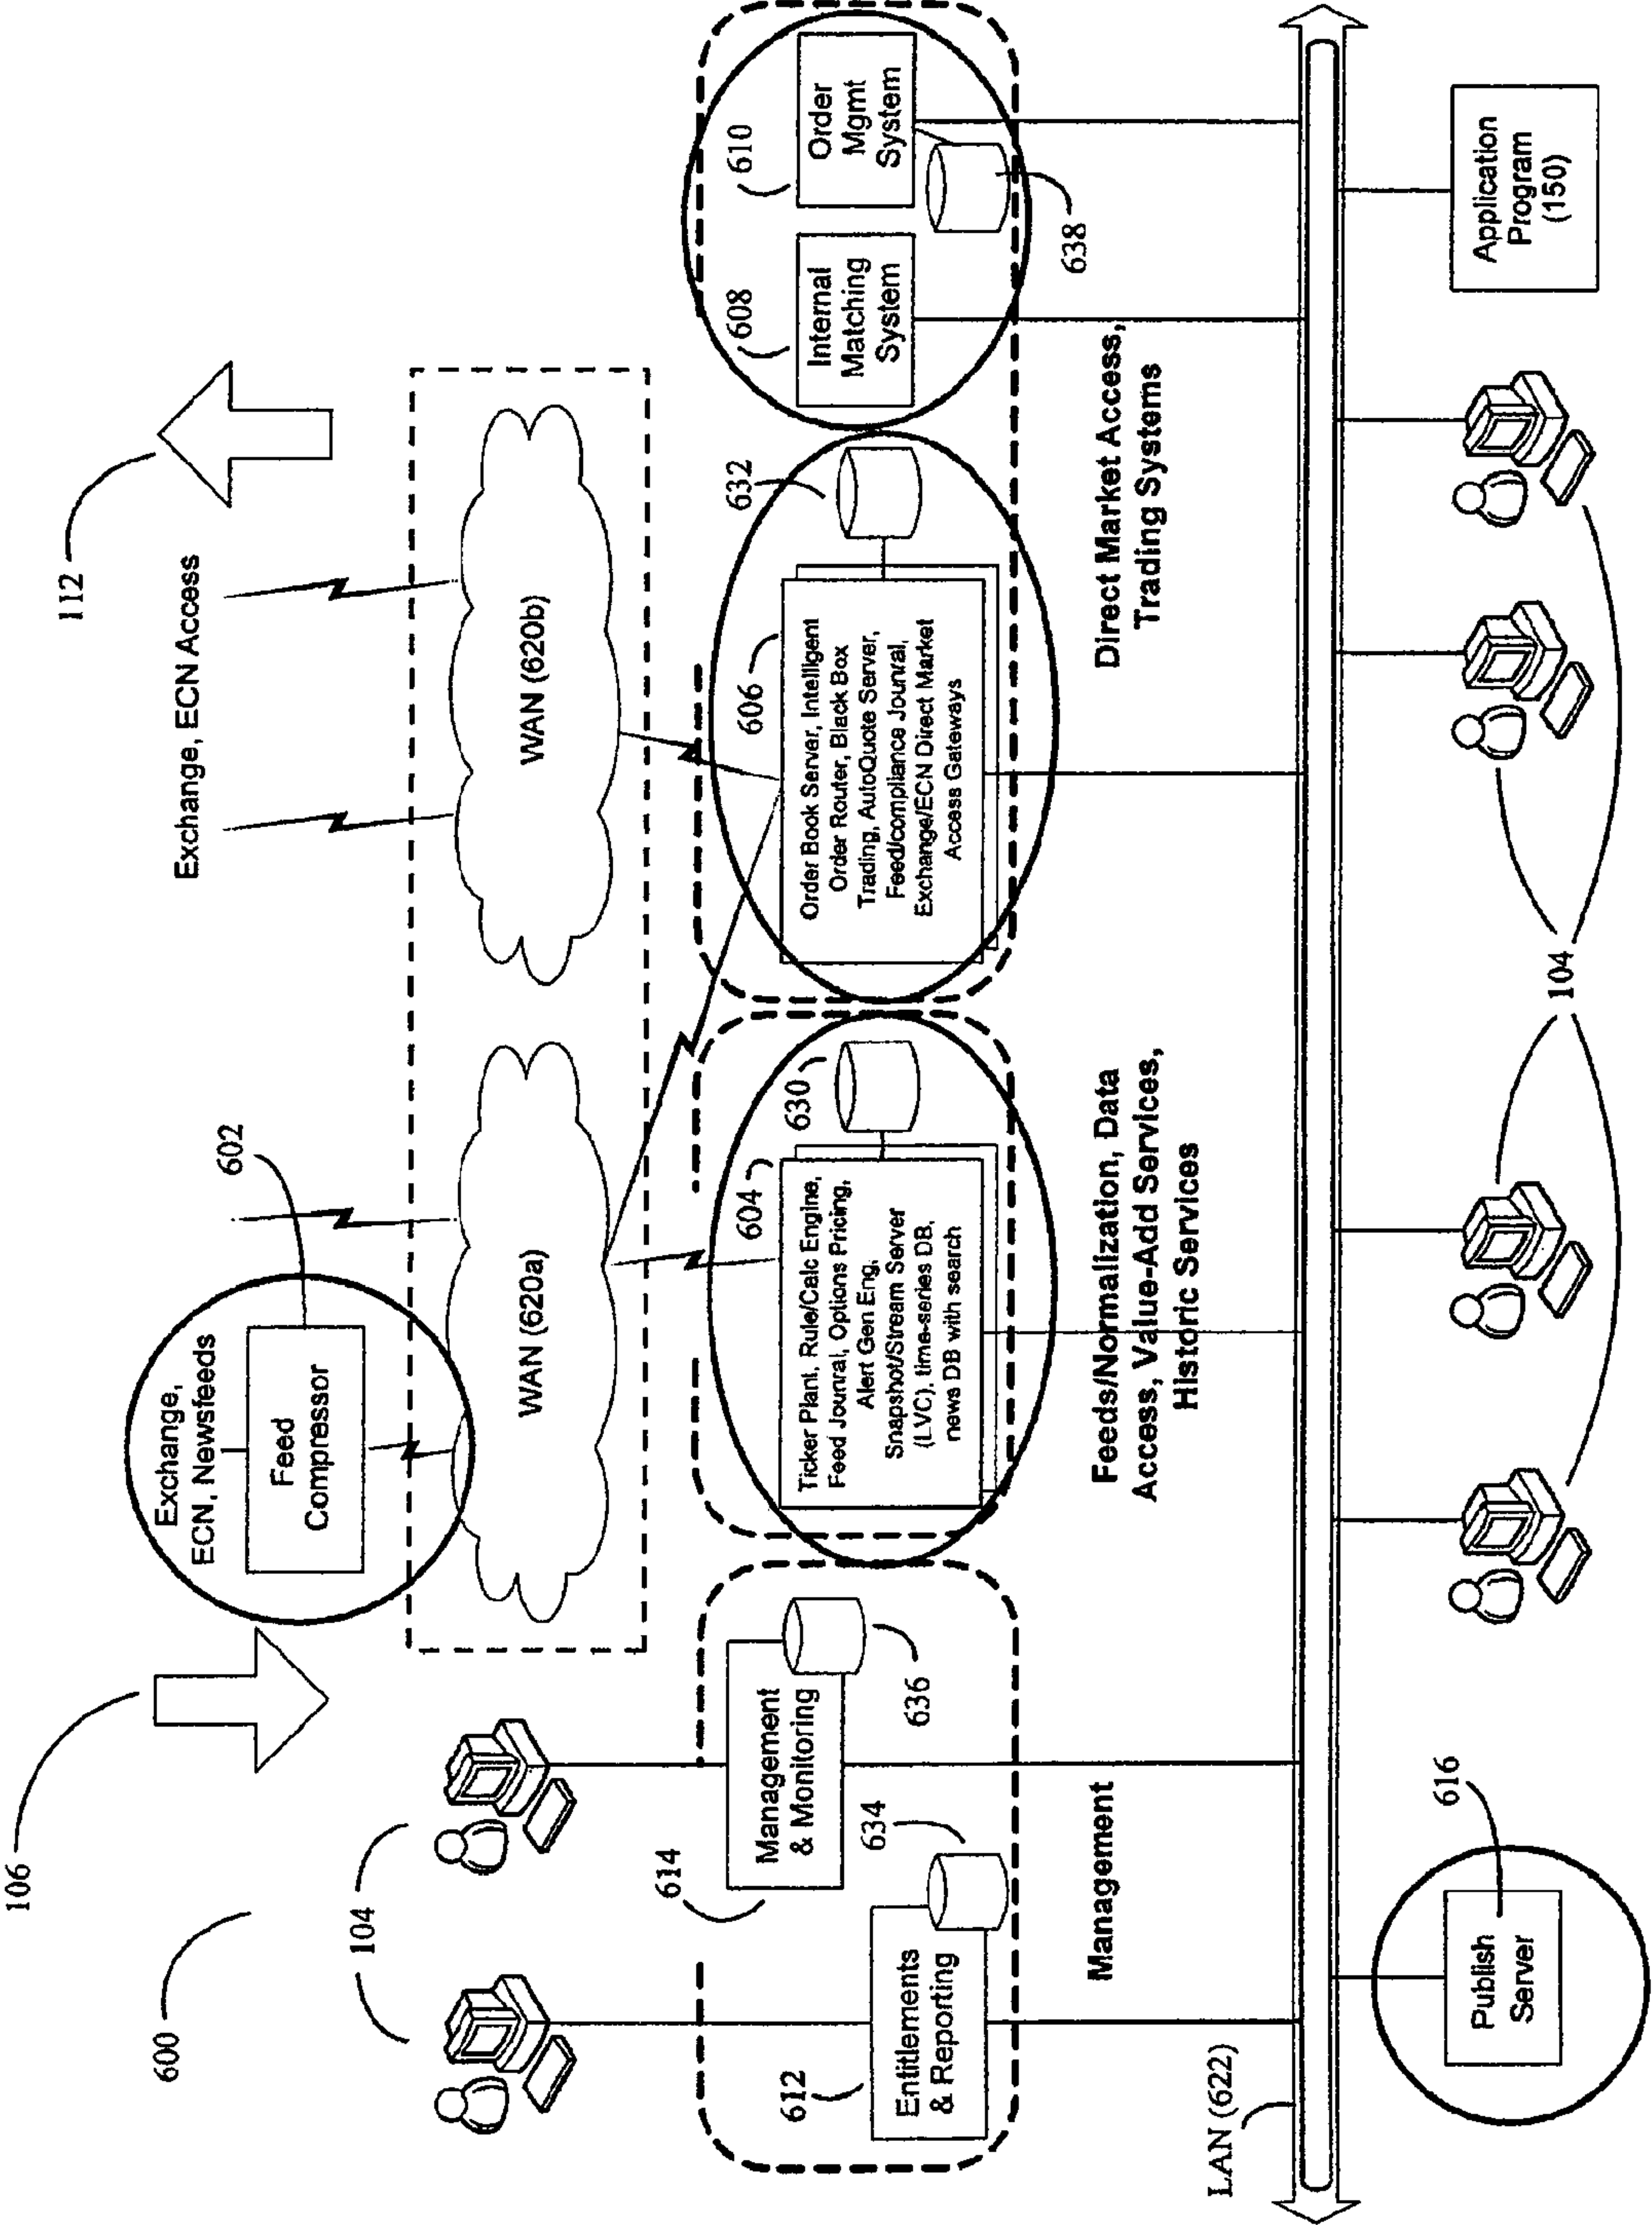 600
106
112
104
Exchange,
ECN, Newsfeeds
602
Feed
Compressor
Exchange, ECN Access
WAN (620a)
WAN (620b)
612
Entitlements
& Reporting
634
614
Management
& Monitoring
636
Management
604
Ticker Plant, Rule/Calc Engine,
Feed Jounral, Options Pricing,
Alert Gen Eng,
Snapshot/Stream Server
(LVC), time-series DB,
news DB with search
630
Feeds/Normalization, Data
Access, Value-Add Services,
Historic Services
606
Order Book Server, Intelligent
Order Router, Black Box
Trading, AutoQuote Server,
Feed/compliance Jounral,
Exchange/ECN Direct Market
Access Gateways
632
608
Internal
Matching
System
610
Order
Mgmt
System
638
Direct Market Access,
Trading Systems
LAN (622)
616
Publish
Server
104
Application
Program
(150)